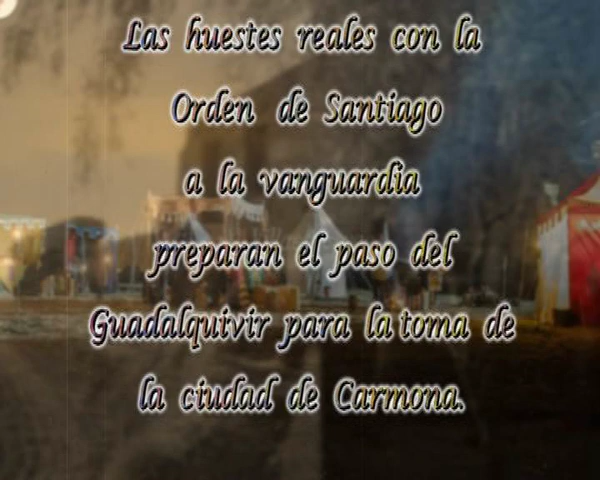 Las huestes reales con la
Orden de Santiago
a la vanguardia
preparan el paso del
Guadalquivir para la toma de
la ciudad de Carmona.